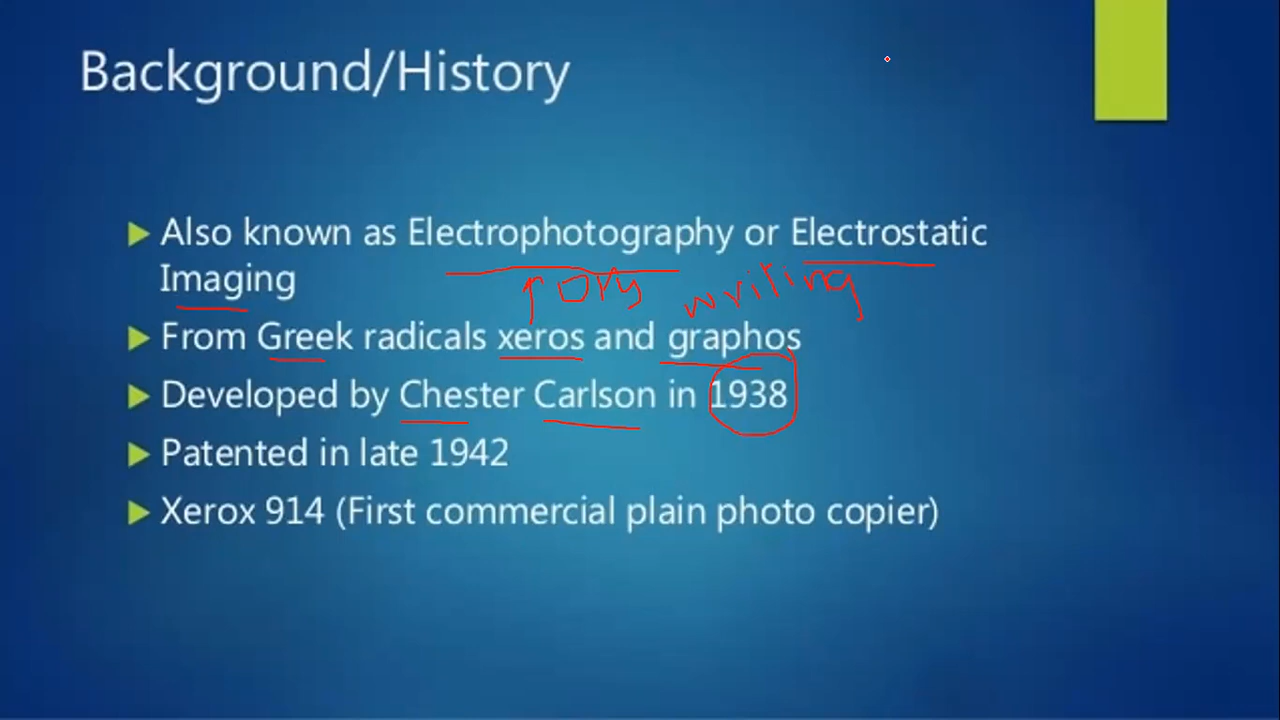 Background/History
Also known as Electrophotography or Electrostatic
Imaging
writing
From Greek radicals xeros and graphos
Developed by Chester Carlson in 1938
Patented in late 1942
Xerox 914 (First commercial plain photo copier)